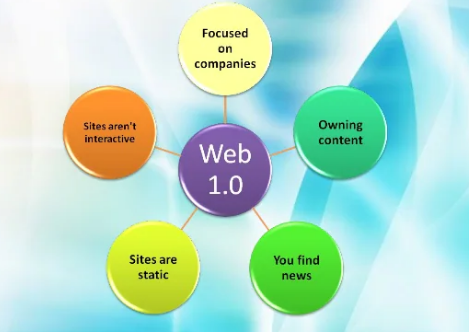 Focused
on
companies
Sites aren't
interactive
Owning
content
Web
1.0
Sites are
static
You find
news